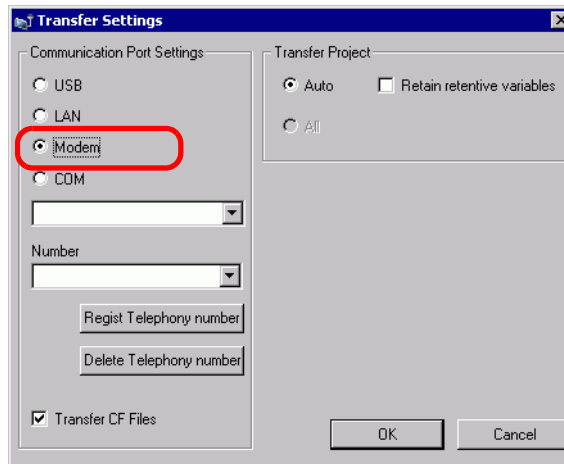 Transfer Settings
Communication Port Settings
USB
LAN
Modem
COM
Number
Regist Telephony number
Delete Telephony number
Transfer CF Files
Transfer Project
Auto
Retain retentive variables
All
OK
Cancel